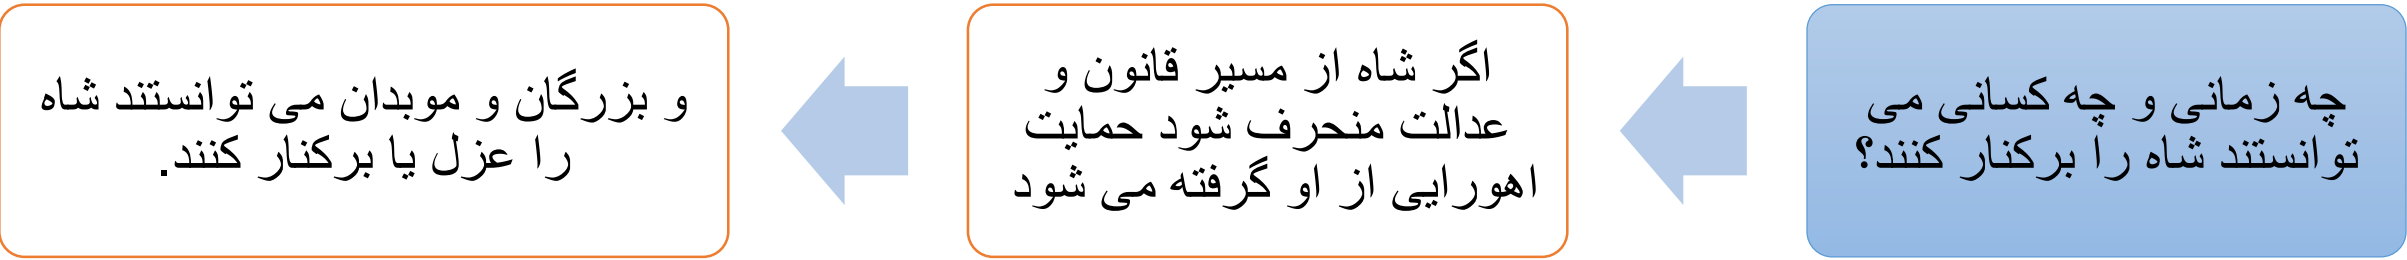 چه زمانی و چه کسانی می
توانستند شاه را برکنار کنند؟
اگر شاه از مسیر قانون و
عدالت منحرف شود حمایت
اهورایی از او گرفته می شود
و بزرگان و موبدان می توانستند شاه
را عزل یا برکنار کنند.